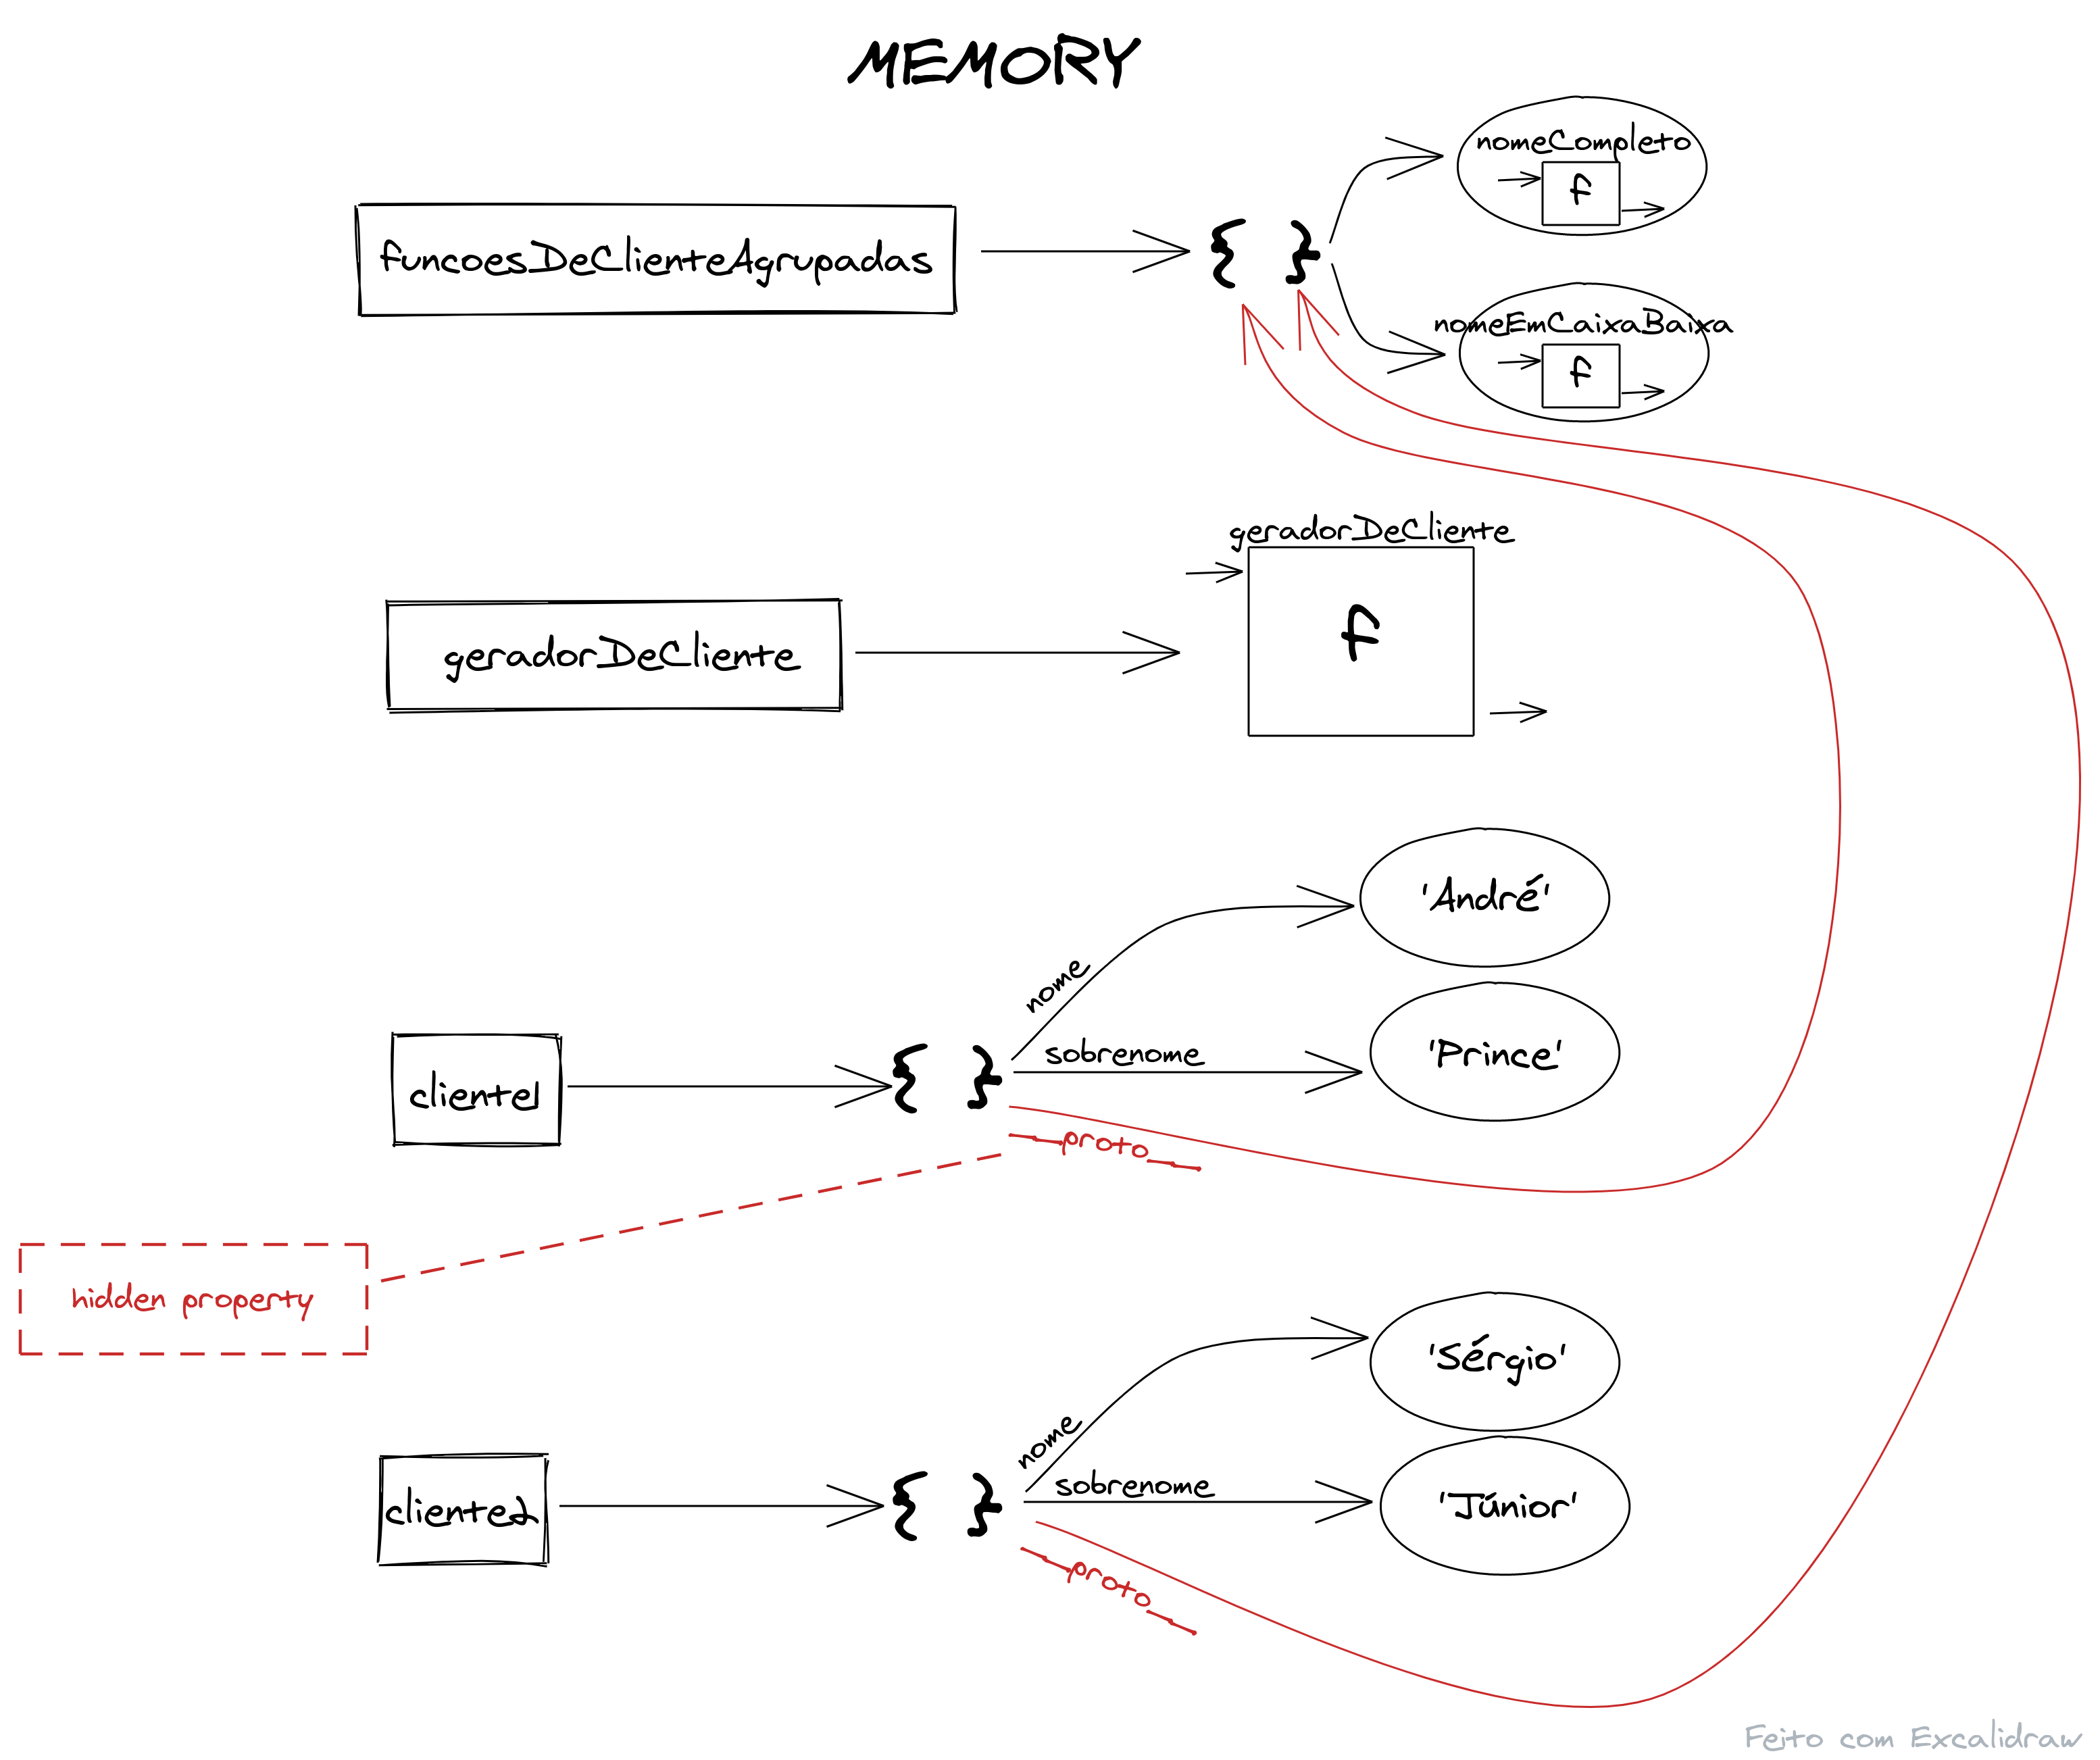 MEMORY
nomeCompleto
f
funcoesDeClienteAgrupadas
{ }
nomeEmCaixaBaixa
f
geradorDeCliente
f
geradorDeCliente
'André'
nome
'Prince'
sobrenome
cliente1
{ }
__proto__
hidden property
'Sérgio'
nome
'Júnior'
sobrenome
cliente2
{ }
__proto__
Feito com Excalidraw